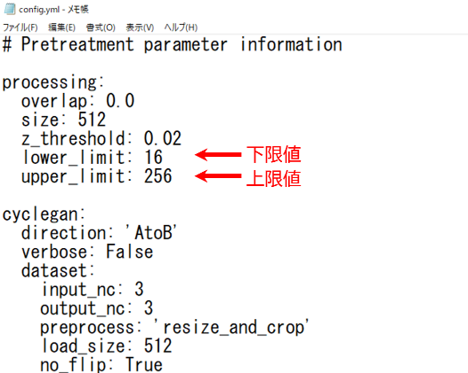 config.yml - メモ帳
ファイル(F) 編集(E) 書式(O) 表示(V) ヘルプ(H)
# Pretreatment parameter information
processing:
  overlap: 0.0
  size: 512
  z_threshold: 0.02
  lower_limit: 16 下限値
  upper_limit: 256 上限値
cyclegan:
  direction: 'AtoB'
  verbose: False
  dataset:
    input_nc: 3
    output_nc: 3
    preprocess: 'resize_and_crop'
    load_size: 512
    no_flip: True